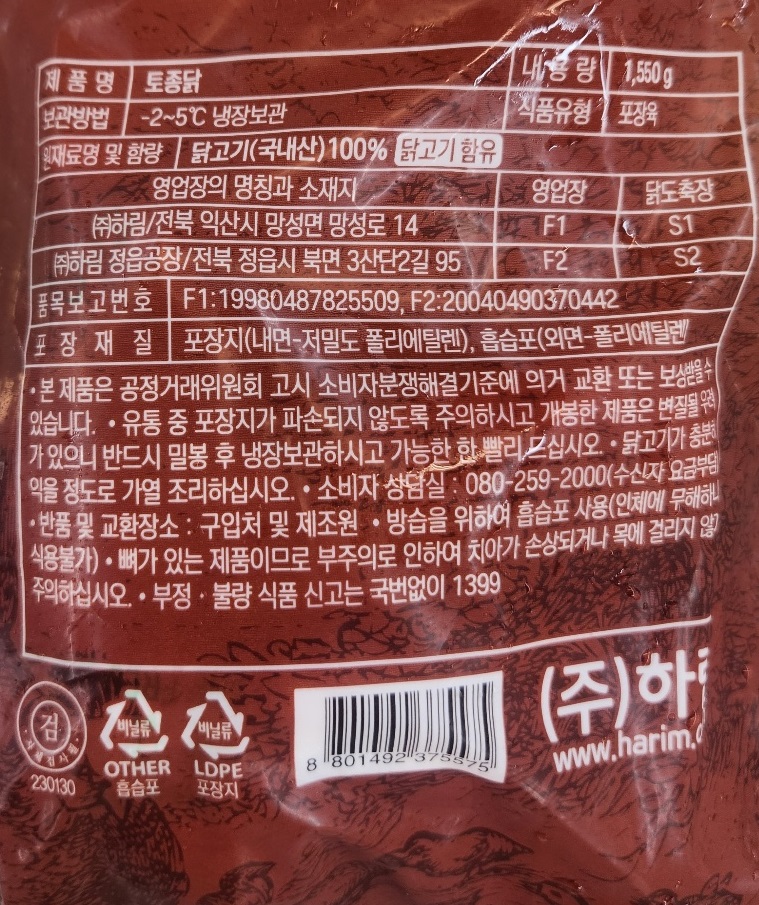 제 품 명 토종닭 내 용 량 1,550 g
보관방법 -2~5℃ 냉장보관 식품유형 포장육
원재료명 및 함량 닭고기(국내산)100% 닭고기 함유
영업장의 명칭과 소재지 영업장 닭도축장
㈜하림/전북 익산시 망성면 망성로 14 F1 S1
㈜하림 정읍공장/전북 정읍시 북면 3산단2길 95 F2 S2
품목보고번호 F1:19980487825509, F2:20040490370442
포 장 재 질 포장지(내면-저밀도 폴리에틸렌), 흡습포(외면-폴리에틸렌
• 본 제품은 공정거래위원회 고시 소비자분쟁해결기준에 의거 교환 또는 보상받을 수
있습니다. • 유통 중 포장지가 파손되지 않도록 주의하시고 개봉한 제품은 변질될 우려
가 있으니 반드시 밀봉 후 냉장보관하시고 가능한 한 빨리 드십시오. • 닭고기가 충분히
익을 정도로 가열 조리하십시오. • 소비자 상담실 : 080-259-2000(수신자 요금부담
• 반품 및 교환장소 : 구입처 및 제조원 • 방습을 위하여 흡습포 사용(인체에 무해하나
식용불가) • 뼈가 있는 제품이므로 부주의로 인하여 치아가 손상되거나 목에 걸리지 않
주의하십시오. • 부정 · 불량 식품 신고는 국번없이 1399
검
230130
비닐류 비닐류
OTHER LDPE
흡습포 포장지
8 801492 375575
(주)하
www.harim.